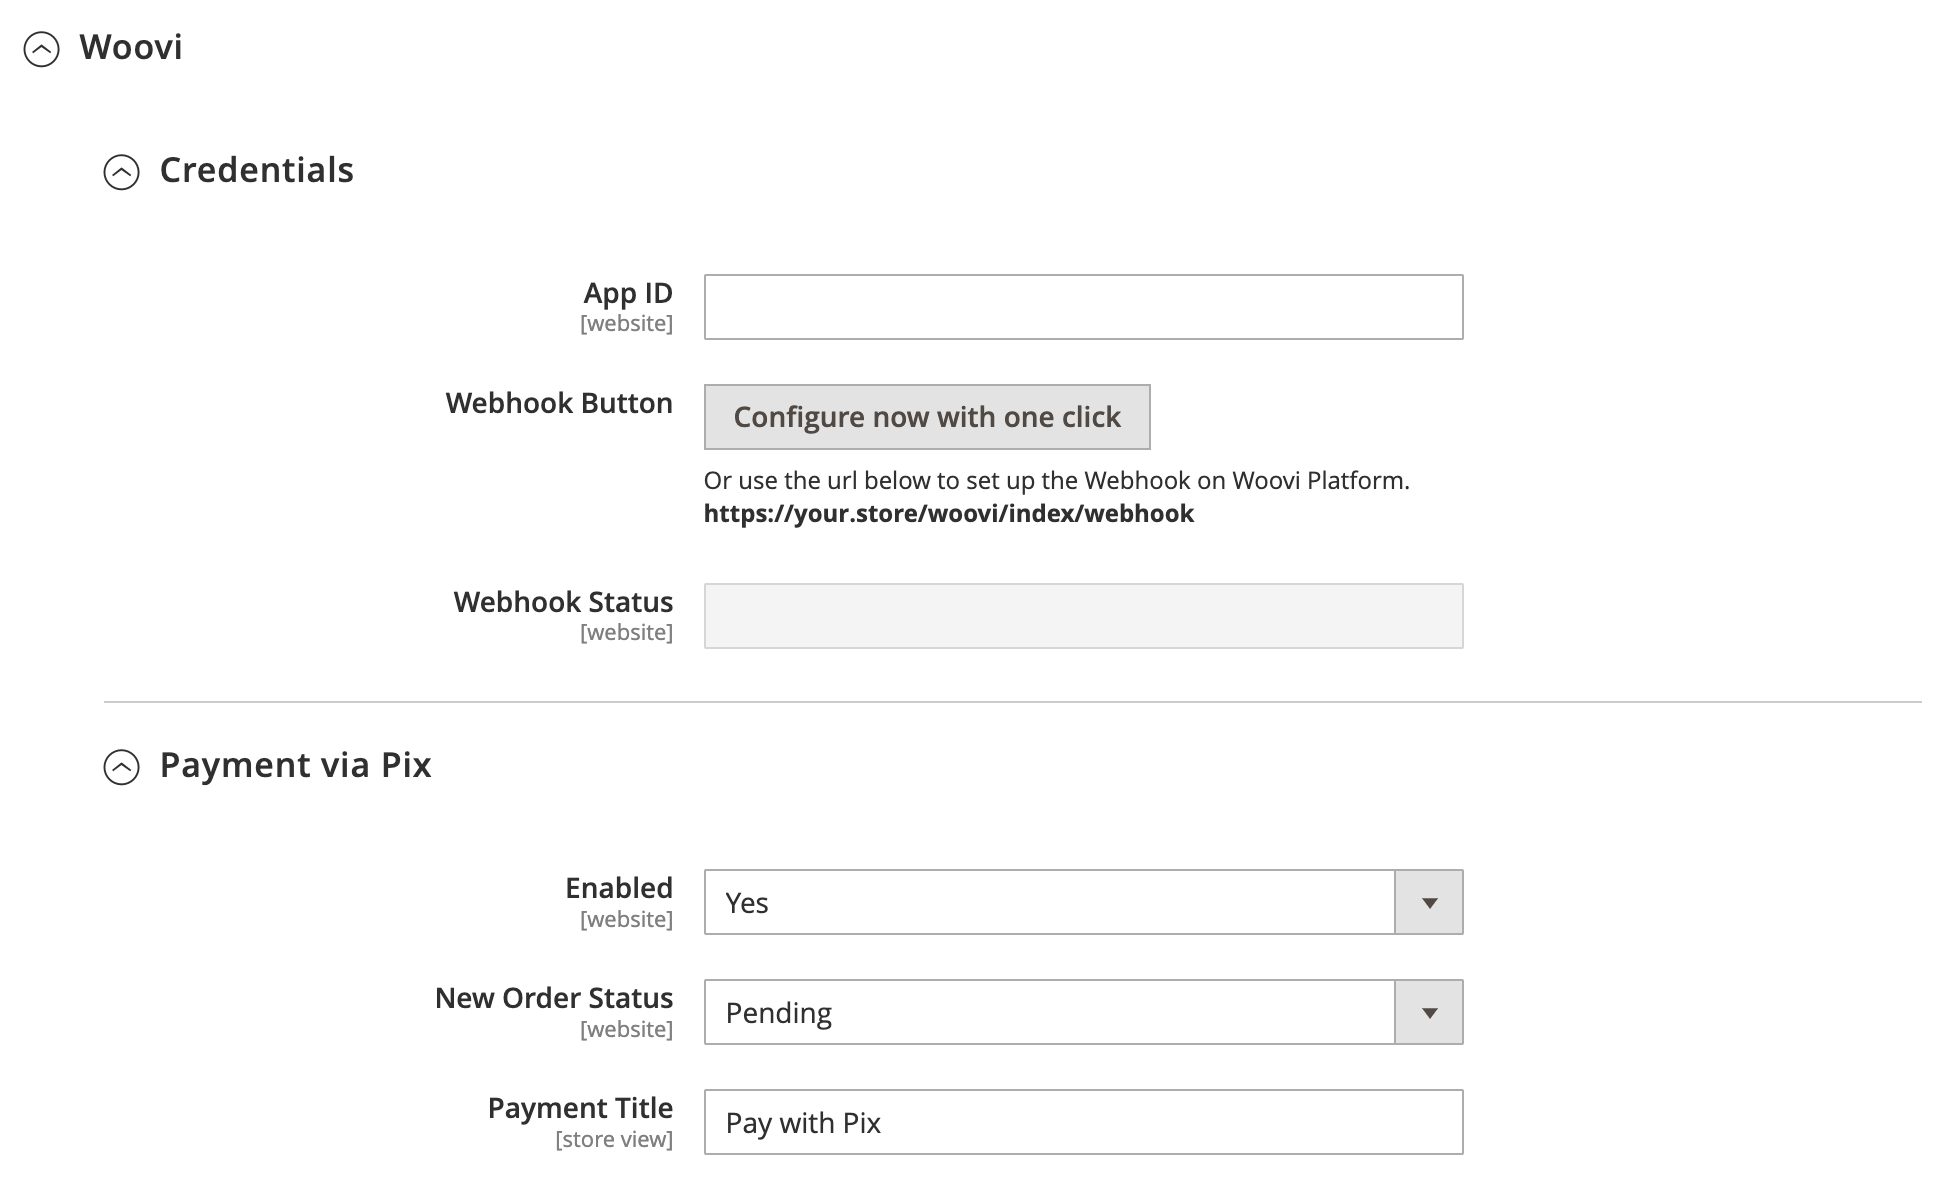 Woovi
Credentials
App ID
[website]
Webhook Button
Configure now with one click
Or use the url below to set up the Webhook on Woovi Platform.
https://your.store/woovi/index/webhook
Webhook Status
[website]
Payment via Pix
Enabled
[website]
Yes
New Order Status
[website]
Pending
Payment Title
[store view]
Pay with Pix